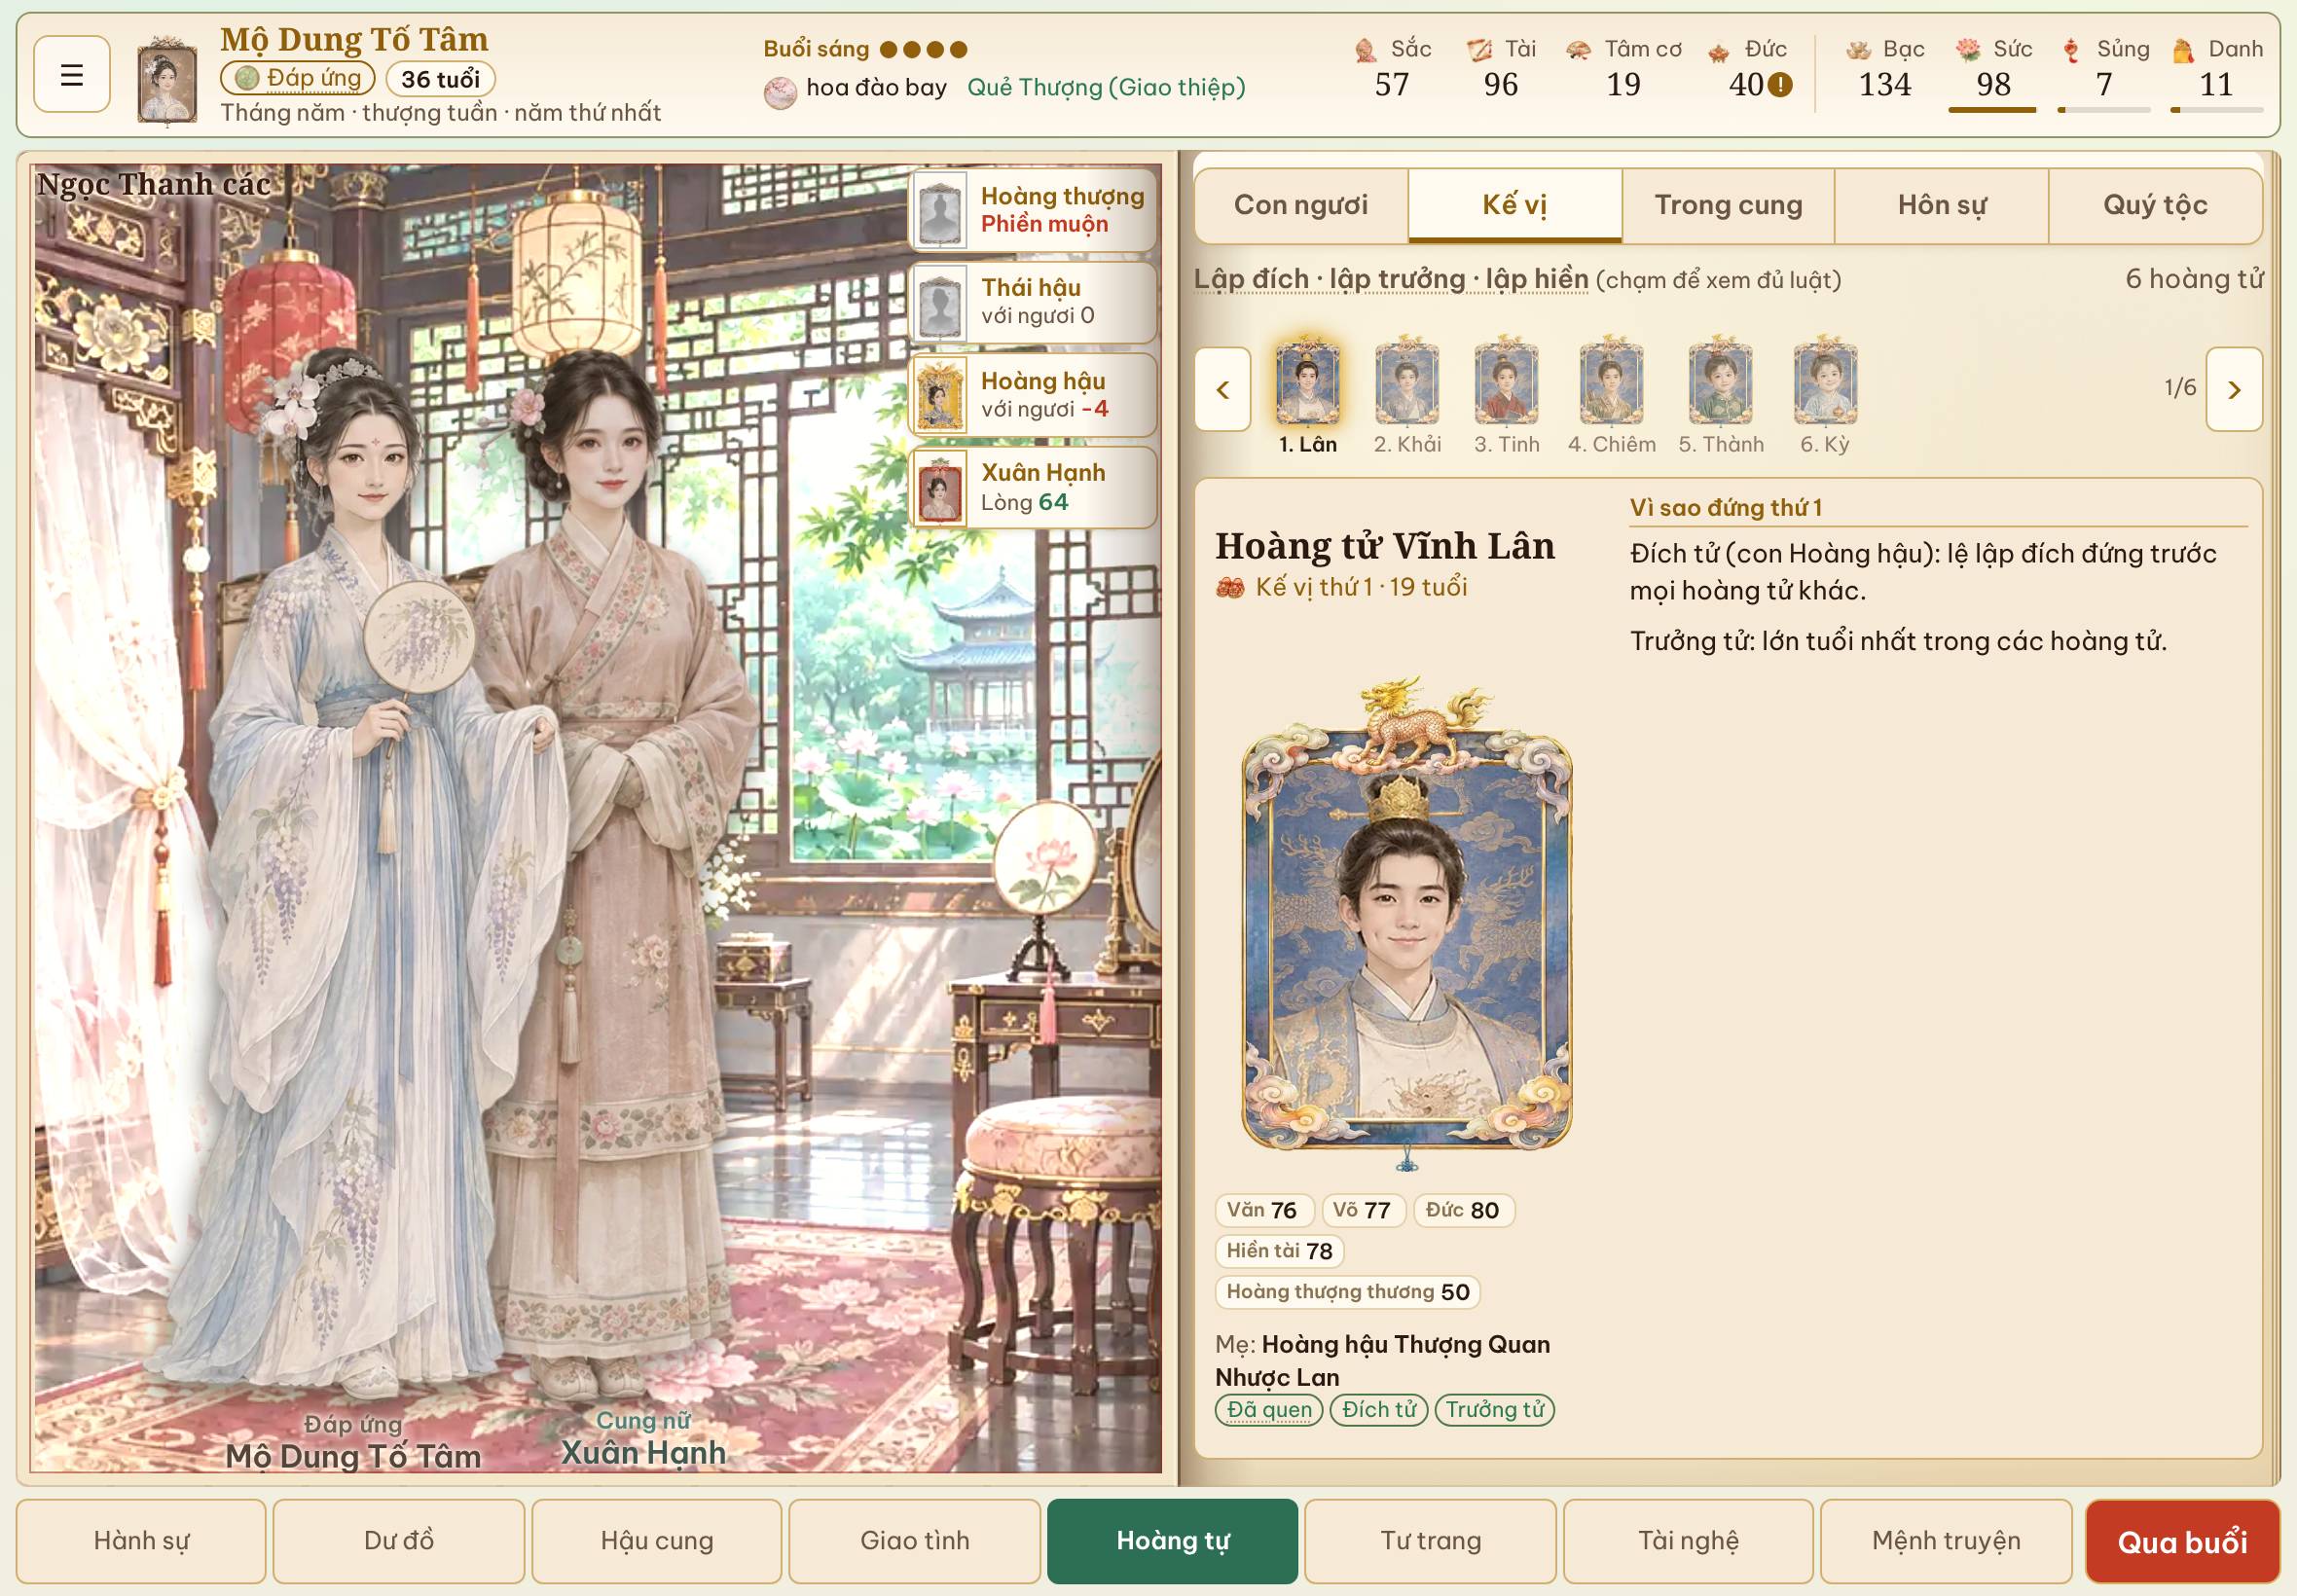 ☰
Mộ Dung Tố Tâm
Đáp ứng
36 tuổi
Tháng năm · thượng tuần · năm thứ nhất
Buổi sáng
hoa đào bay
Quẻ Thượng (Giao thiệp)
Sắc
57
Tài
96
Tâm cơ
19
Đức
40 !
Bạc
134
Sức
98
Sủng
7
Danh
11
Ngọc Thanh các
Hoàng thượng
Phiền muộn
Thái hậu
với ngươi 0
Hoàng hậu
với ngươi -4
Xuân Hạnh
Lòng 64
Đáp ứng
Mộ Dung Tố Tâm
Cung nữ
Xuân Hạnh
Con ngươi
Kế vị
Trong cung
Hôn sự
Quý tộc
Lập đích · lập trưởng · lập hiền (chạm để xem đủ luật)
6 hoàng tử
‹
1. Lân
2. Khải
3. Tinh
4. Chiêm
5. Thành
6. Kỳ
1/6
›
Hoàng tử Vĩnh Lân
Kế vị thứ 1 · 19 tuổi
Văn 76
Võ 77
Đức 80
Hiền tài 78
Hoàng thượng thương 50
Mẹ: Hoàng hậu Thượng Quan
Nhược Lan
Đã quen
Đích tử
Trưởng tử
Vì sao đứng thứ 1
Đích tử (con Hoàng hậu): lệ lập đích đứng trước
mọi hoàng tử khác.
Trưởng tử: lớn tuổi nhất trong các hoàng tử.
Hành sự
Dư đồ
Hậu cung
Giao tình
Hoàng tự
Tư trang
Tài nghệ
Mệnh truyện
Qua buổi